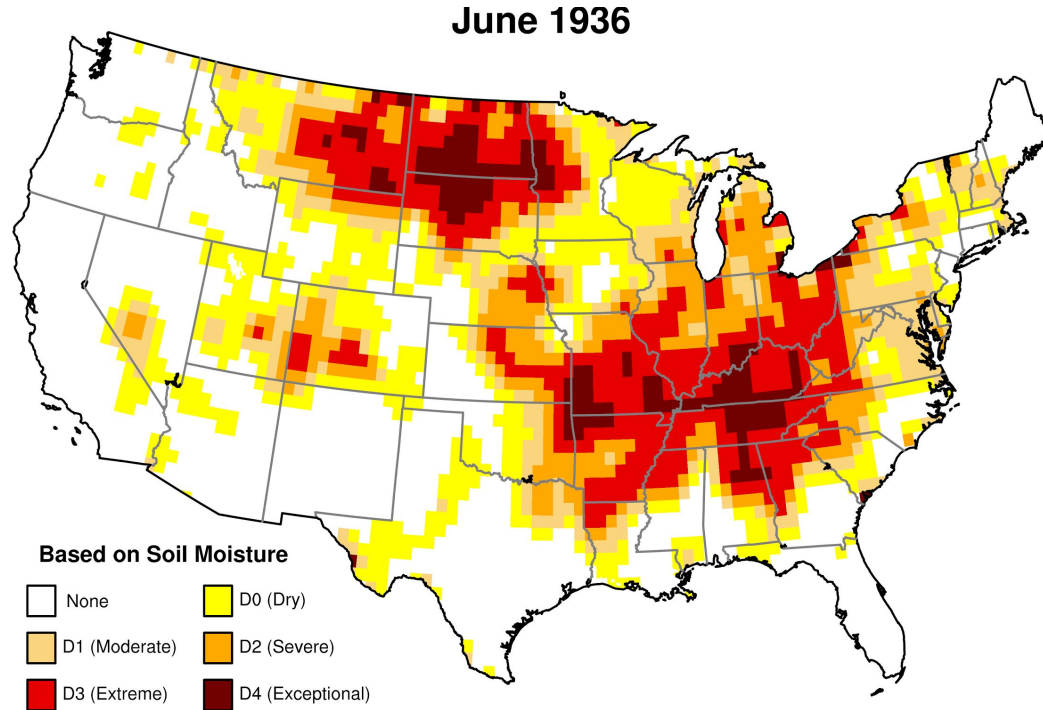 June 1936
Based on Soil Moisture
None
D0 (Dry)
D1 (Moderate)
D2 (Severe)
D3 (Extreme)
D4 (Exceptional)